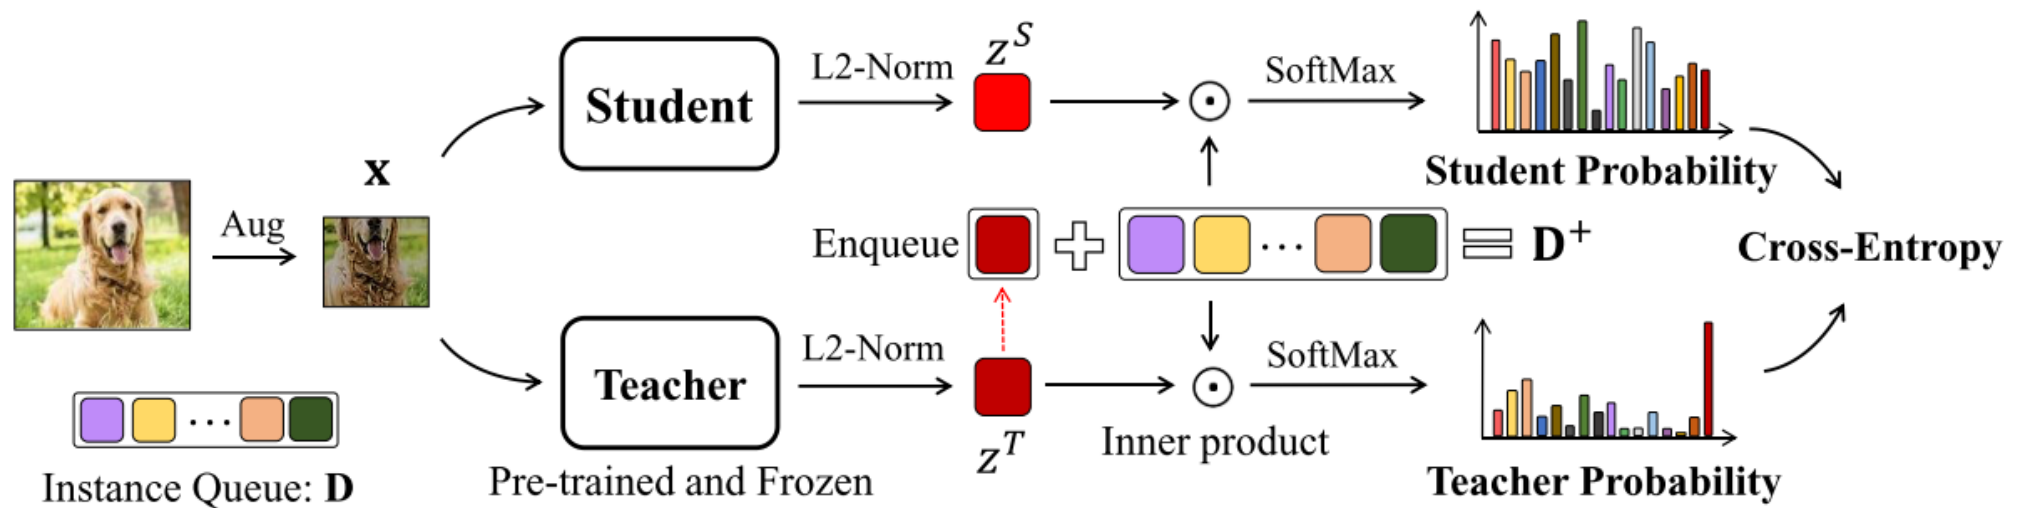 Aug
x
Instance Queue: D
Student
Teacher
Pre-trained and Frozen
L2-Norm
z^S
SoftMax
Student Probability
Enqueue
D^+
Cross-Entropy
L2-Norm
z^T
Inner product
SoftMax
Teacher Probability